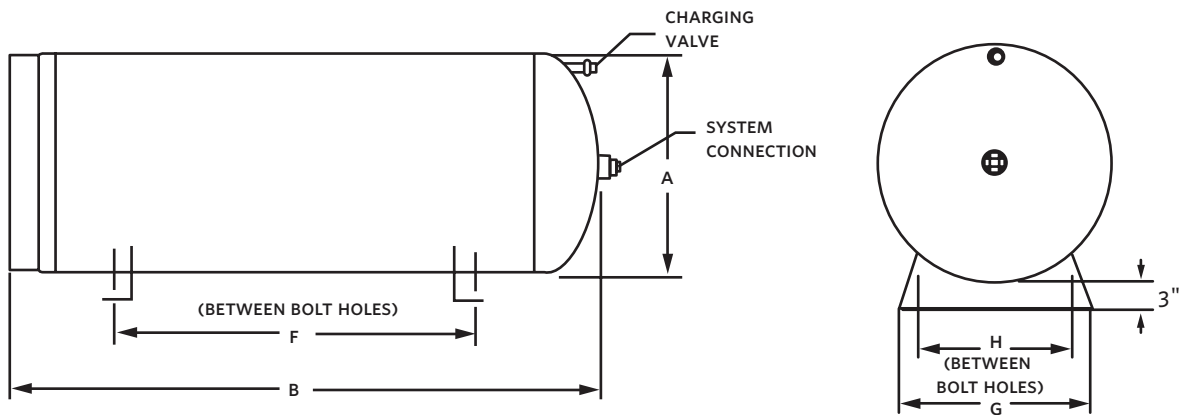 CHARGING
VALVE
SYSTEM
CONNECTION
A
(BETWEEN BOLT HOLES)
F
B
3"
H
(BETWEEN
BOLT HOLES)
G